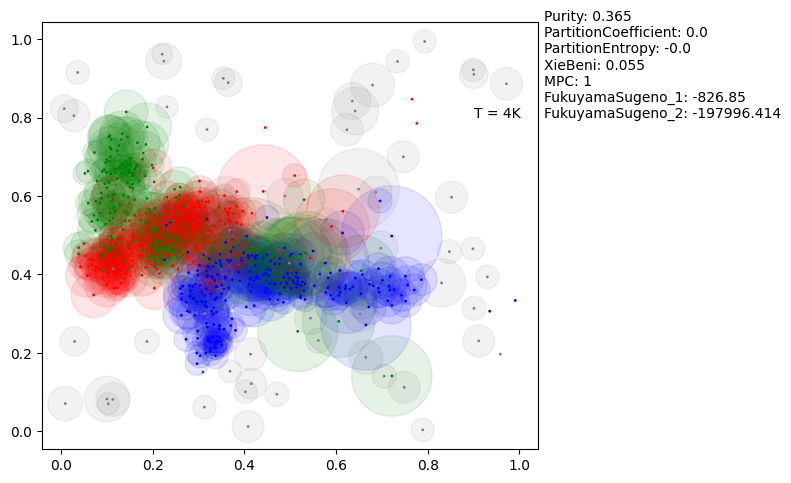 Purity: 0.365
PartitionCoefficient: 0.0
PartitionEntropy: -0.0
XieBeni: 0.055
MPC: 1
FukuyamaSugeno_1: -826.85
FukuyamaSugeno_2: -197996.414
T = 4K
1.0
0.8
0.6
0.4
0.2
0.0
0.0 0.2 0.4 0.6 0.8 1.0